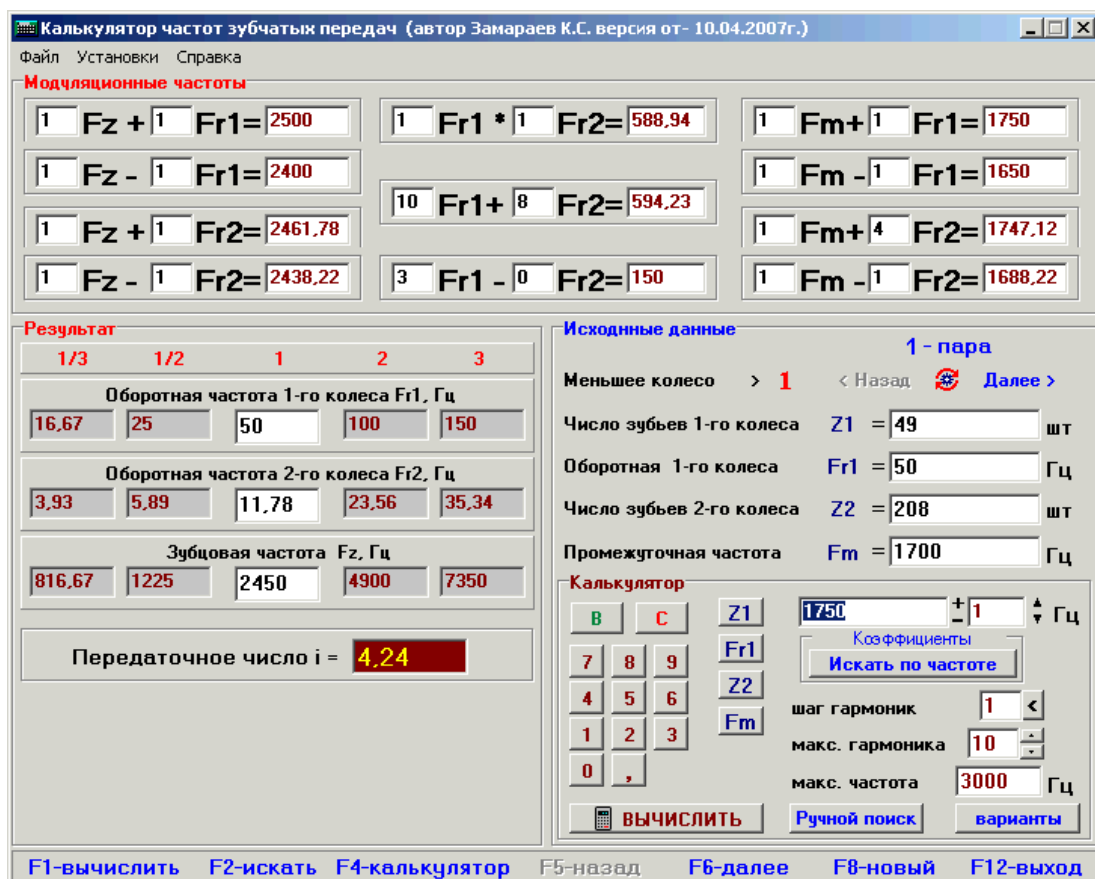 Калькулятор частот зубчатых передач (автор Замараев К.С. версия от- 10.04.2007г.)
Файл Установки Справка
Модуляционные частоты
1 Fz + 1 Fr1= 2500
1 Fr1 * 1 Fr2= 588,94
1 Fm+ 1 Fr1= 1750
1 Fz - 1 Fr1= 2400
1 Fm - 1 Fr1= 1650
10 Fr1+ 8 Fr2= 594,23
1 Fz + 1 Fr2= 2461,78
1 Fm+ 4 Fr2= 1747,12
1 Fz - 1 Fr2= 2438,22
3 Fr1 - 0 Fr2= 150
1 Fm - 1 Fr2= 1688,22
Результат
1/3 1/2 1 2 3
Оборотная частота 1-го колеса Fr1, Гц
16,67 25 50 100 150
Оборотная частота 2-го колеса Fr2, Гц
3,93 5,89 11,78 23,56 35,34
Зубцовая частота Fz, Гц
816,67 1225 2450 4900 7350
Передаточное число i = 4,24
Исходнные данные
1 - пара
Меньшее колесо > 1 < Назад Далее >
Число зубьев 1-го колеса Z1 = 49 шт
Оборотная 1-го колеса Fr1 = 50 Гц
Число зубьев 2-го колеса Z2 = 208 шт
Промежуточная частота Fm = 1700 Гц
Калькулятор
В С Z1 1750 ± 1 Гц
Коэффициенты
7 8 9 Fr1 Искать по частоте
4 5 6 Z2 шаг гармоник 1 <
1 2 3 Fm макс. гармоника 10
0 , макс. частота 3000 Гц
ВЫЧИСЛИТЬ Ручной поиск варианты
F1-вычислить F2-искать F4-калькулятор F5-назад F6-далее F8-новый F12-выход